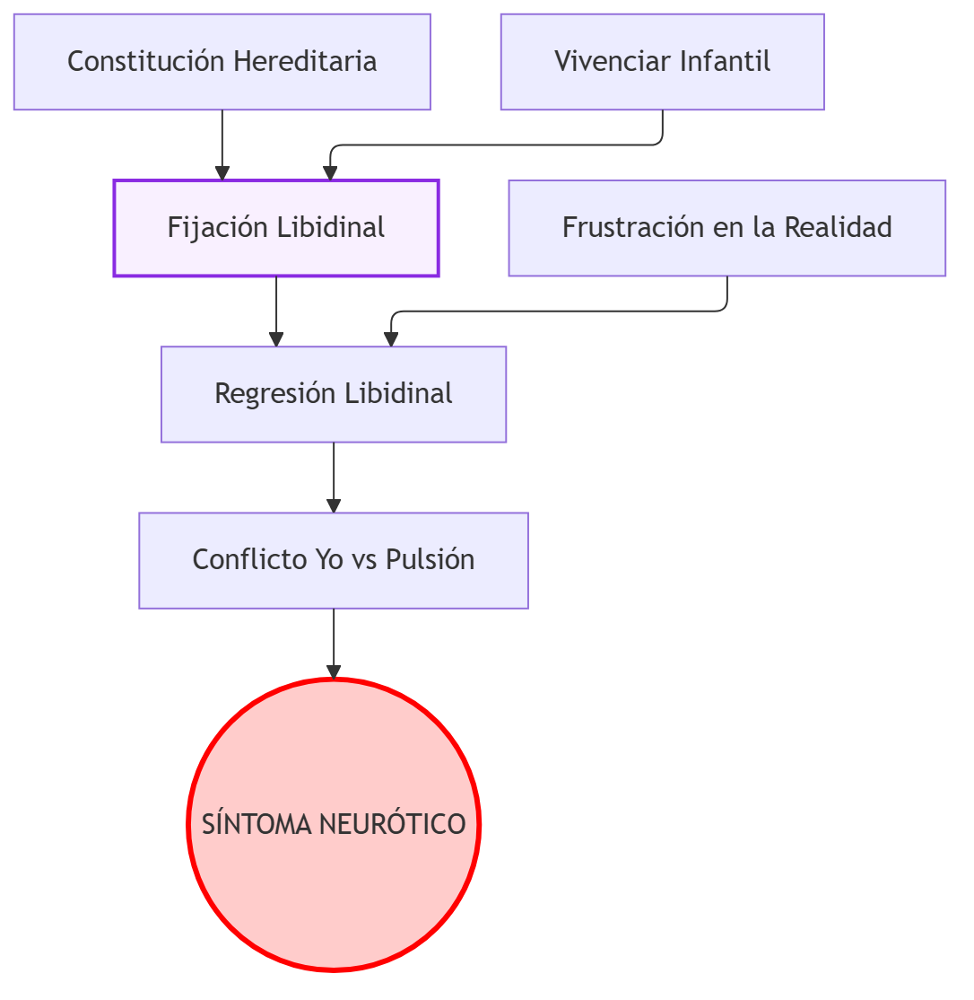 Constitución Hereditaria
Vivenciar Infantil
Fijación Libidinal
Frustración en la Realidad
Regresión Libidinal
Conflicto Yo vs Pulsión
SÍNTOMA NEURÓTICO